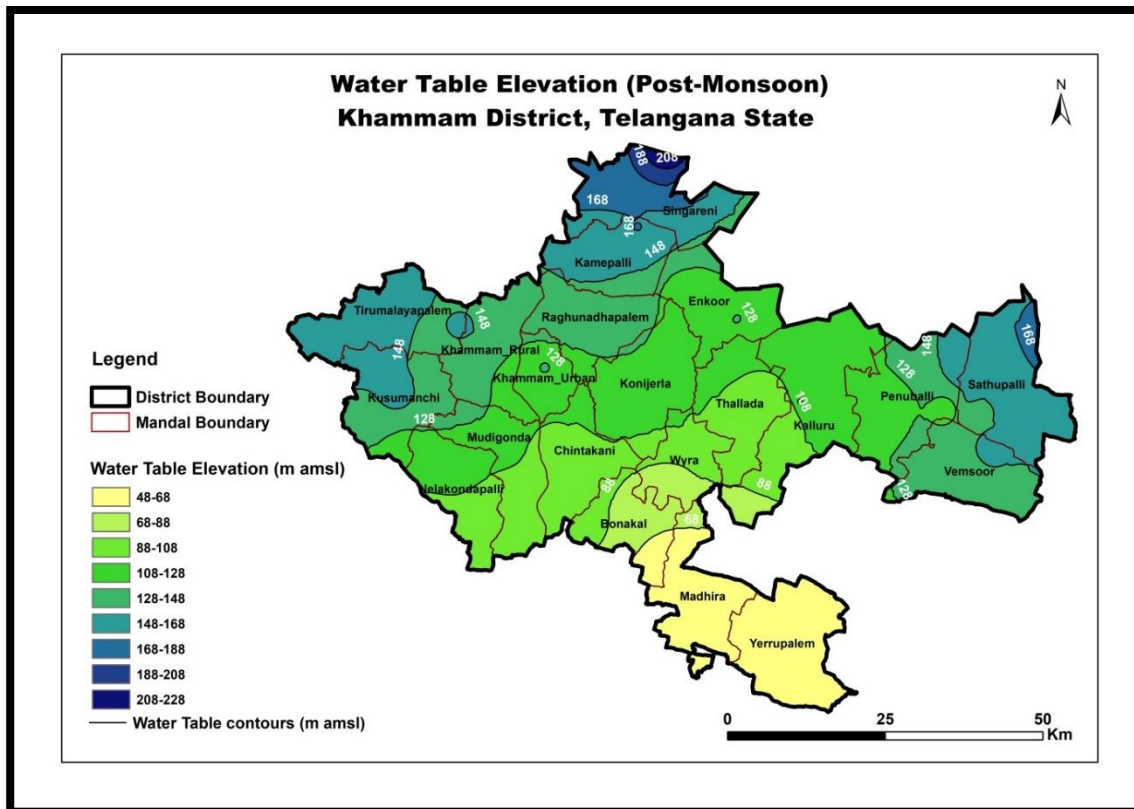 Water Table Elevation (Post-Monsoon)
Khammam District, Telangana State
N
208
188
168
Singareni
168
148
Kamepalli
Enkoor
128
Tirumalayapalem
148
Raghunadhapalem
148
168
148
Khammam_Rural
128
Khammam_Urban
Konijerla
128
Sathupalli
Kusumanchi
128
Thallada
108
Kalluru
Penuballi
Mudigonda
Chintakani
Wyra
Vemsoor
128
Nelakondapalli
88
88
Bonakal
68
Madhira
Yerrupalem
Legend
District Boundary
Mandal Boundary
Water Table Elevation (m amsl)
48-68
68-88
88-108
108-128
128-148
148-168
168-188
188-208
208-228
Water Table contours (m amsl)
0 25 50
Km